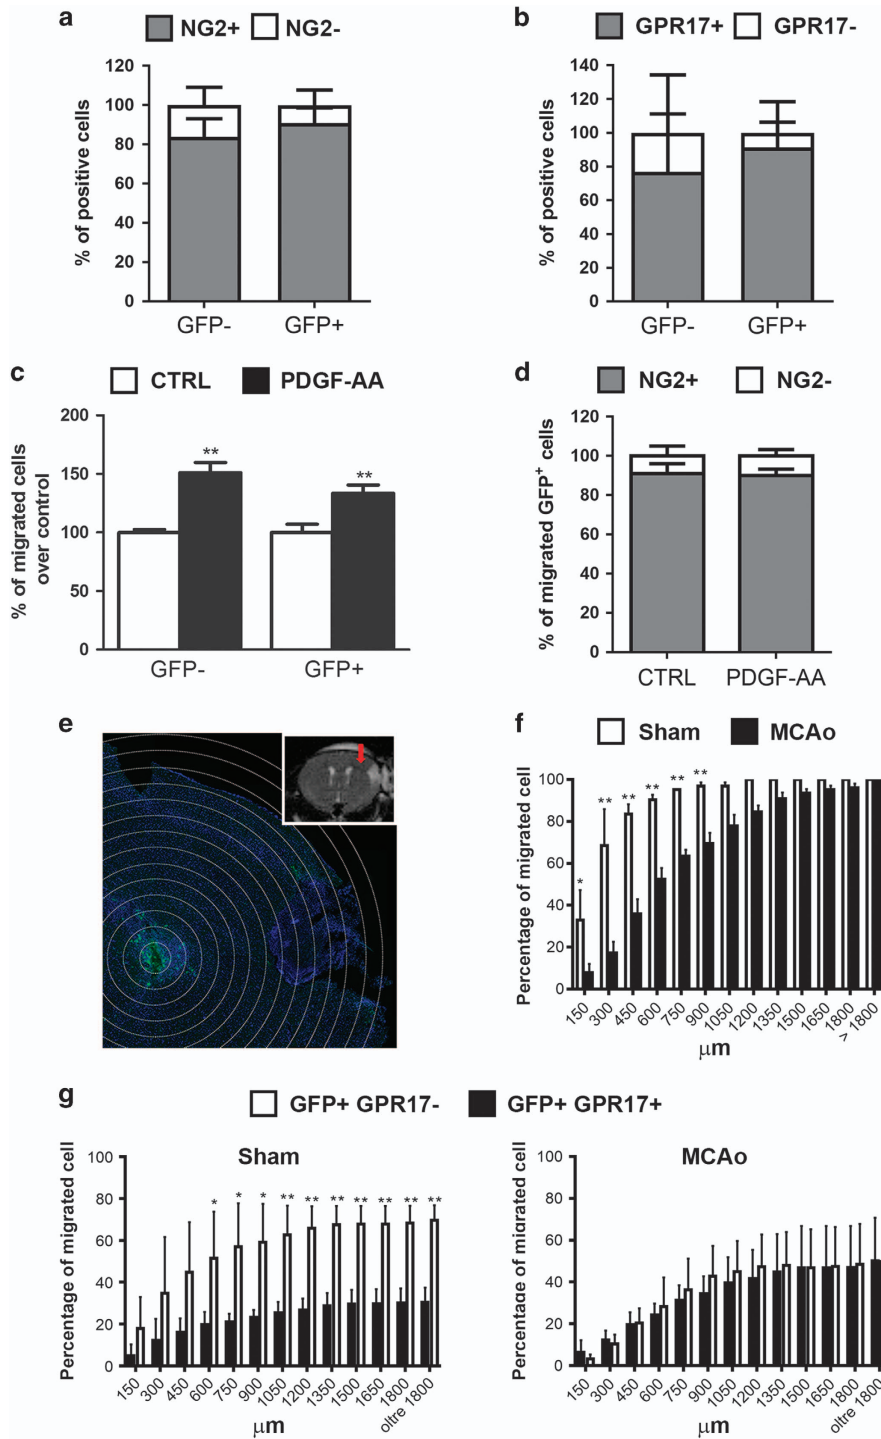 a
NG2+ NG2-
% of positive cells
120
100
80
60
40
20
0
GFP- GFP+
b
GPR17+ GPR17-
% of positive cells
140
120
100
80
60
40
20
0
GFP- GFP+
c
CTRL PDGF-AA
% of migrated cells
over control
200
150
100
50
0
**
**
GFP- GFP+
d
NG2+ NG2-
% of migrated GFP+ cells
120
100
80
60
40
20
0
CTRL PDGF-AA
e
f
Sham MCAo
Percentage of migrated cell
100
80
60
40
20
0
* ** ** ** ** **
150 300 450 600 750 900 1050 1200 1350 1500 1650 1800 > 1800
μm
g
GFP+ GPR17- GFP+ GPR17+
Sham
Percentage of migrated cell
100
80
60
40
20
0
* * * ** ** ** ** ** ** **
150 300 450 600 750 900 1050 1200 1350 1500 1650 1800 oltre 1800
μm
MCAo
Percentage of migrated cell
100
80
60
40
20
0
150 300 450 600 750 900 1050 1200 1350 1500 1650 1800 oltre 1800
μm